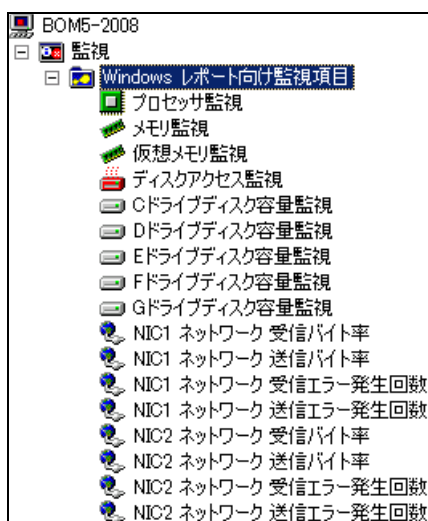 BOM5-2008
監視
Windows レポート向け監視項目
プロセッサ監視
メモリ監視
仮想メモリ監視
ディスクアクセス監視
Cドライブディスク容量監視
Dドライブディスク容量監視
Eドライブディスク容量監視
Fドライブディスク容量監視
Gドライブディスク容量監視
NIC1 ネットワーク 受信バイト率
NIC1 ネットワーク 送信バイト率
NIC1 ネットワーク 受信エラー発生回数
NIC1 ネットワーク 送信エラー発生回数
NIC2 ネットワーク 受信バイト率
NIC2 ネットワーク 送信バイト率
NIC2 ネットワーク 受信エラー発生回数
NIC2 ネットワーク 送信エラー発生回数